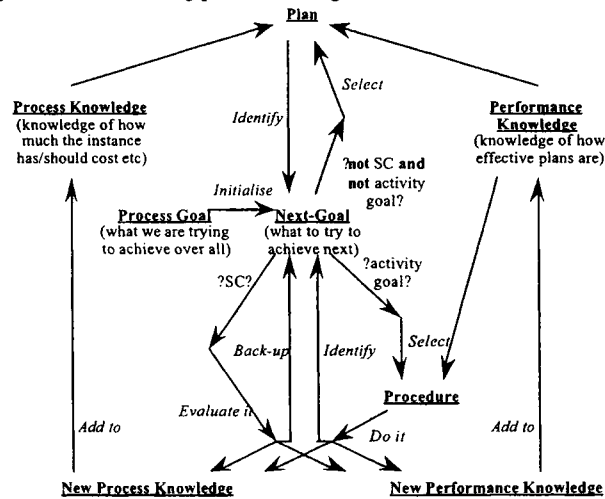 Plan
Select
Process Knowledge
(knowledge of how
much the instance
has/should cost etc)
Identify
Performance
Knowledge
(knowledge of how
effective plans are)
?not SC and
not activity
goal?
Initialise
Process Goal
(what we are trying
to achieve over all)
Next-Goal
(what to try to
achieve next)
?SC?
?activity
goal?
Back-up
Identify
Select
Evaluate it
Procedure
Add to
Do it
Add to
New Process Knowledge
New Performance Knowledge